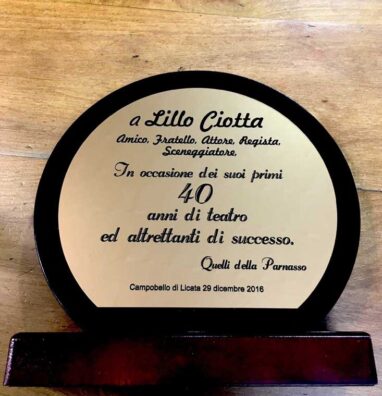 a Lillo Ciotta
Amico, Fratello, Attore, Regista,
Sceneggiatore.
In occasione dei suoi primi
40
anni di teatro
ed altrettanti di successo.
Quelli della Parnasso
Campobello di Licata 29 dicembre 2016